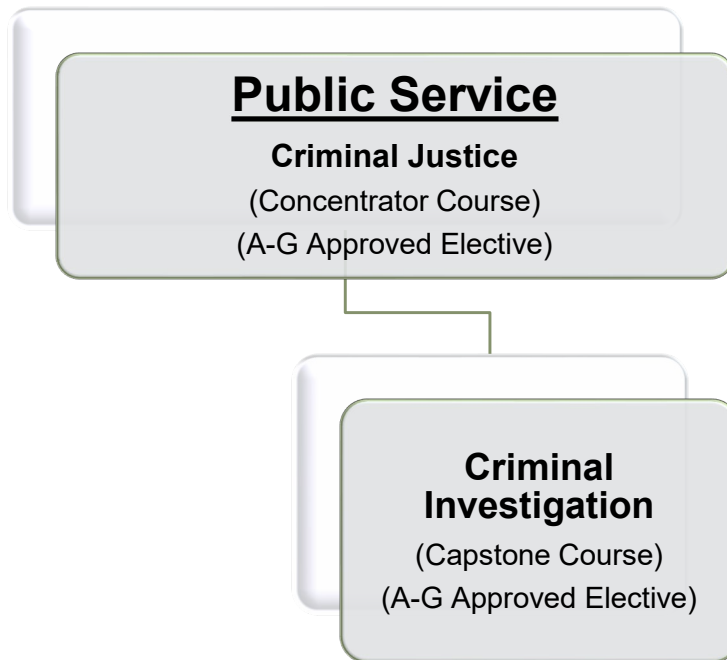 Public Service
Criminal Justice
(Concentrator Course)
(A-G Approved Elective)
Criminal
Investigation
(Capstone Course)
(A-G Approved Elective)